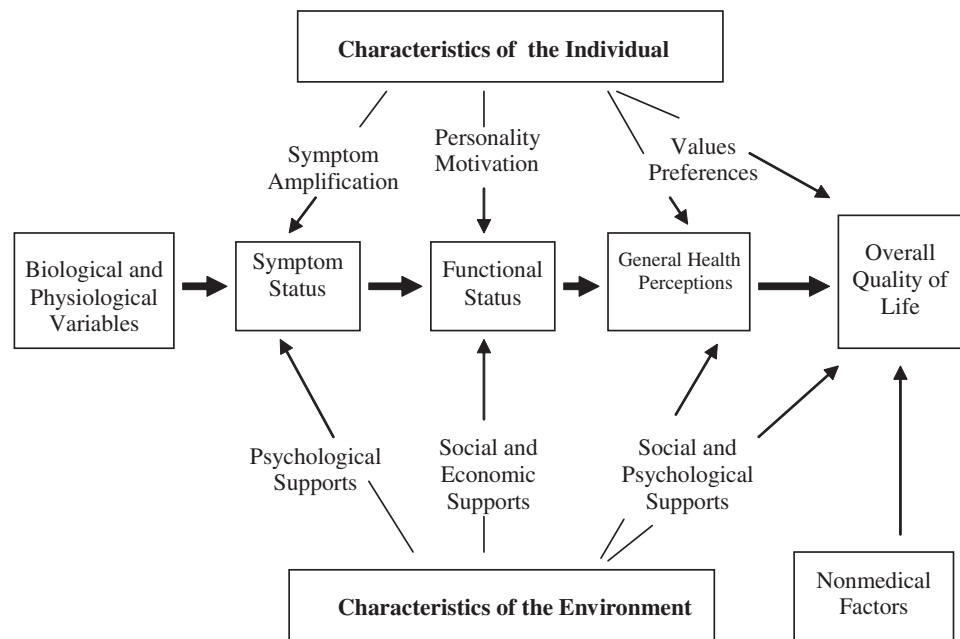 Characteristics of the Individual
Symptom
Amplification
Personality
Motivation
Values
Preferences
Biological and
Physiological
Variables
Symptom
Status
Functional
Status
General Health
Perceptions
Overall
Quality of
Life
Psychological
Supports
Social and
Economic
Supports
Social and
Psychological
Supports
Characteristics of the Environment
Nonmedical
Factors